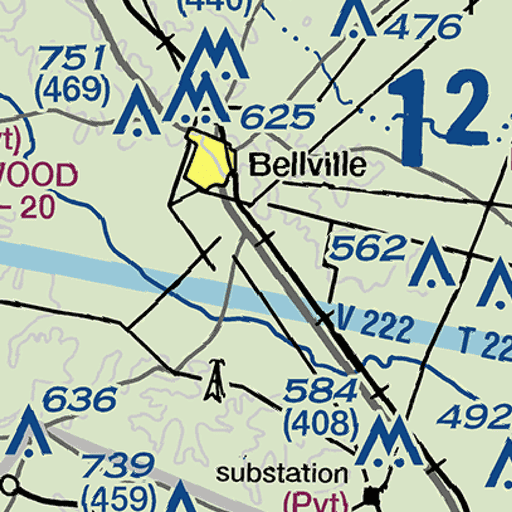 (440)
476
751
(469)
625
12
vt)
WOOD
- 20
Bellville
562
V 222
T 22
636
584
(408)
492
739
(459)
substation
(Pvt)